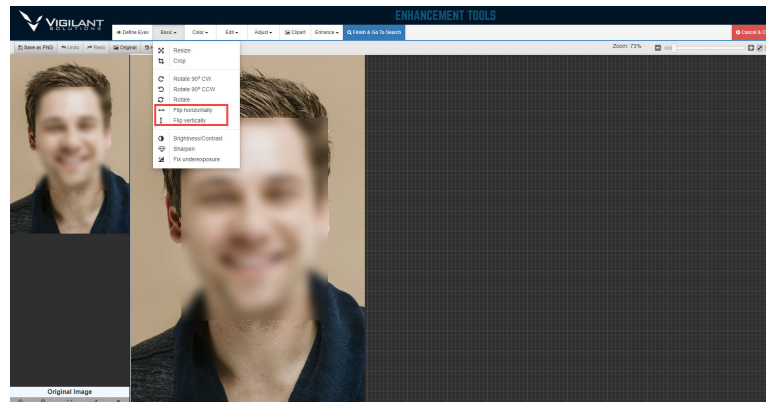 ENHANCEMENT TOOLS
VIGILANT
SOLUTIONS
Define Eyes Basic Color Edit Adjust Clipart Enhance Finish & Go To Search Cancel & C
Save as PNG Undo Redo Original Zoom: 73%
Resize
Crop
Rotate 90º CW
Rotate 90º CCW
Rotate
Flip horizontally
Flip vertically
Brightness/Contrast
Sharpen
Fix underexposure
Original Image